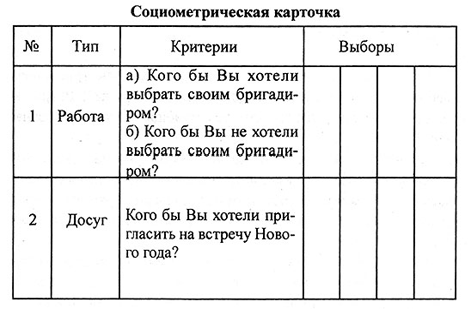 Социометрическая карточка
№ Тип Критерии Выборы
а) Кого бы Вы хотели
выбрать своим бригади-
ром?
1 Работа
б) Кого бы Вы не хотели
выбрать своим бригади-
ром?
2 Досуг
Кого бы Вы хотели при-
гласить на встречу Ново-
го года?